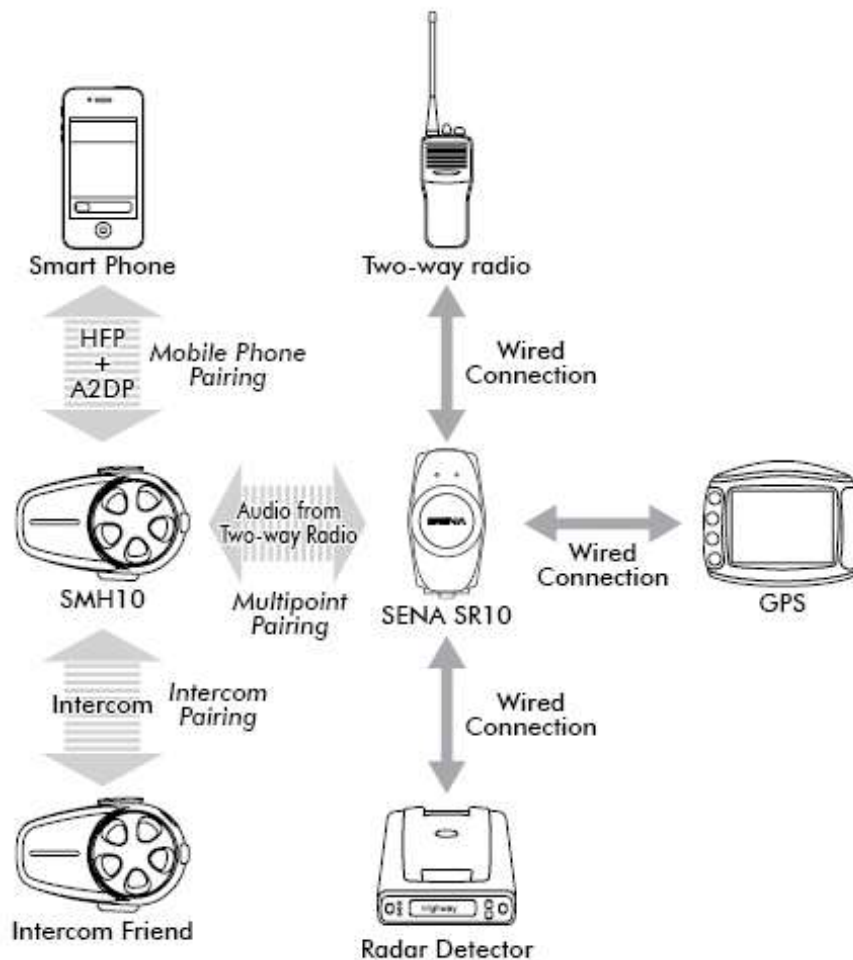 Smart Phone
Two-way radio
HFP
+
A2DP
Mobile Phone
Pairing
Wired
Connection
SENA
Audio from
Two-way Radio
Wired
Connection
SMH10
Multipoint
Pairing
SENA SR10
GPS
Intercom
Intercom
Pairing
Wired
Connection
Highway
Intercom Friend
Radar Detector